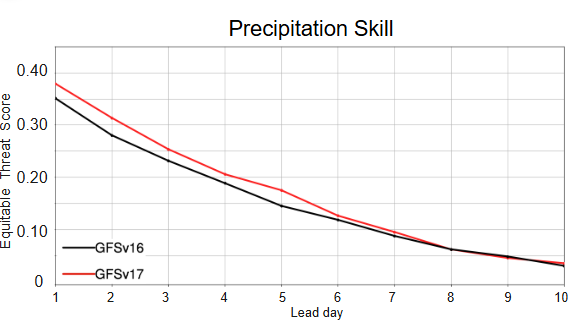 Precipitation Skill
Equitable Threat Score
0.40
0.30
0.20
0.10
0
GFSv16
GFSv17
1 2 3 4 5 6 7 8 9 10
Lead day